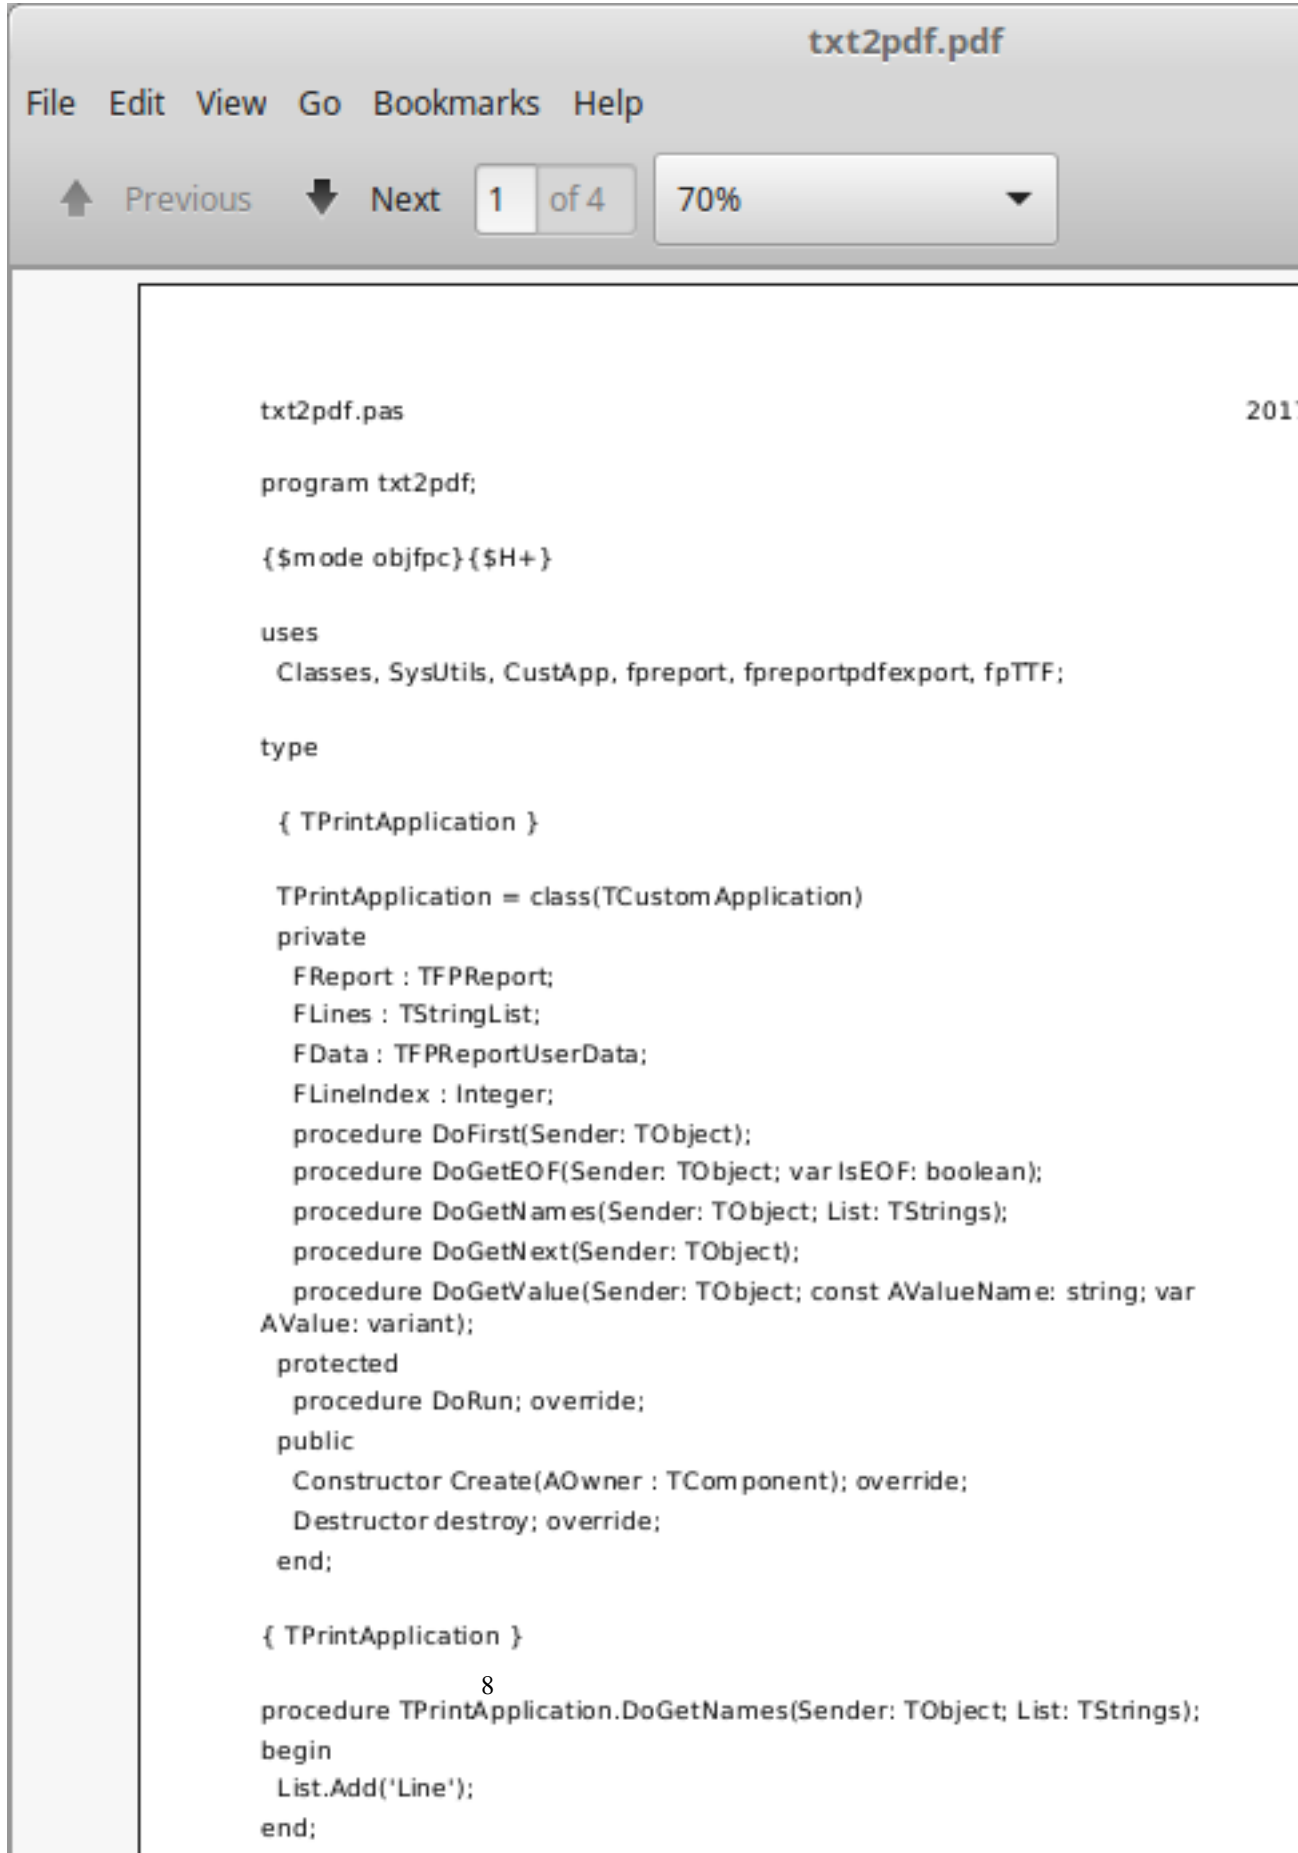 txt2pdf.pdf
File Edit View Go Bookmarks Help
Previous Next 1 of 4 70%
txt2pdf.pas 2017
program txt2pdf;
{$mode objfpc}{$H+}
uses
Classes, SysUtils, CustApp, fpreport, fpreportpdfexport, fpTTF;
type
{ TPrintApplication }
TPrintApplication = class(TCustomApplication)
private
FReport : TFPReport;
FLines : TStringList;
FData : TFPReportUserData;
FLineIndex : Integer;
procedure DoFirst(Sender: TObject);
procedure DoGetEOF(Sender: TObject; var IsEOF: boolean);
procedure DoGetNames(Sender: TObject; List: TStrings);
procedure DoGetNext(Sender: TObject);
procedure DoGetValue(Sender: TObject; const AValueName: string; var
AValue: variant);
protected
procedure DoRun; override;
public
Constructor Create(AOwner : TComponent); override;
Destructor destroy; override;
end;
{ TPrintApplication }
8
procedure TPrintApplication.DoGetNames(Sender: TObject; List: TStrings);
begin
List.Add('Line');
end;